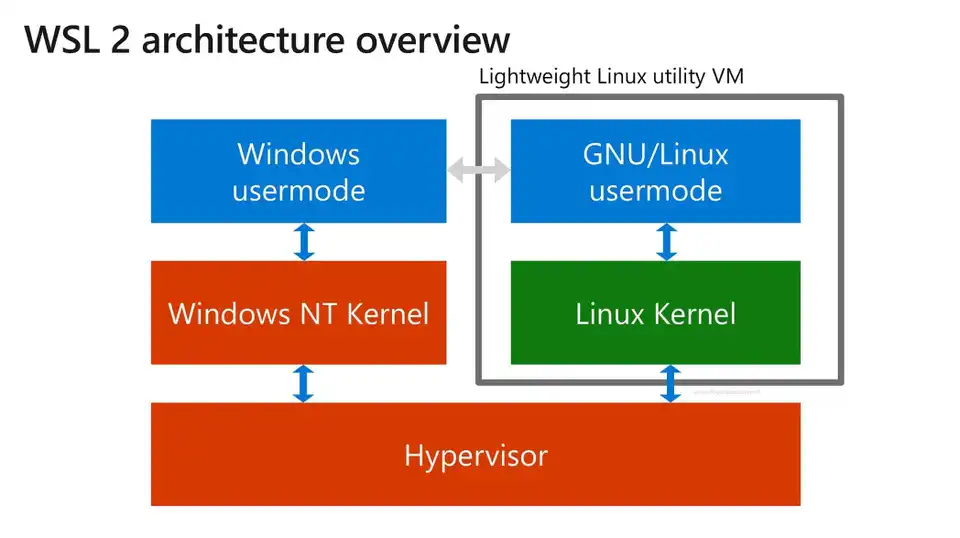 WSL 2 architecture overview
Lightweight Linux utility VM
Windows
usermode
GNU/Linux
usermode
Windows NT Kernel
Linux Kernel
Hypervisor